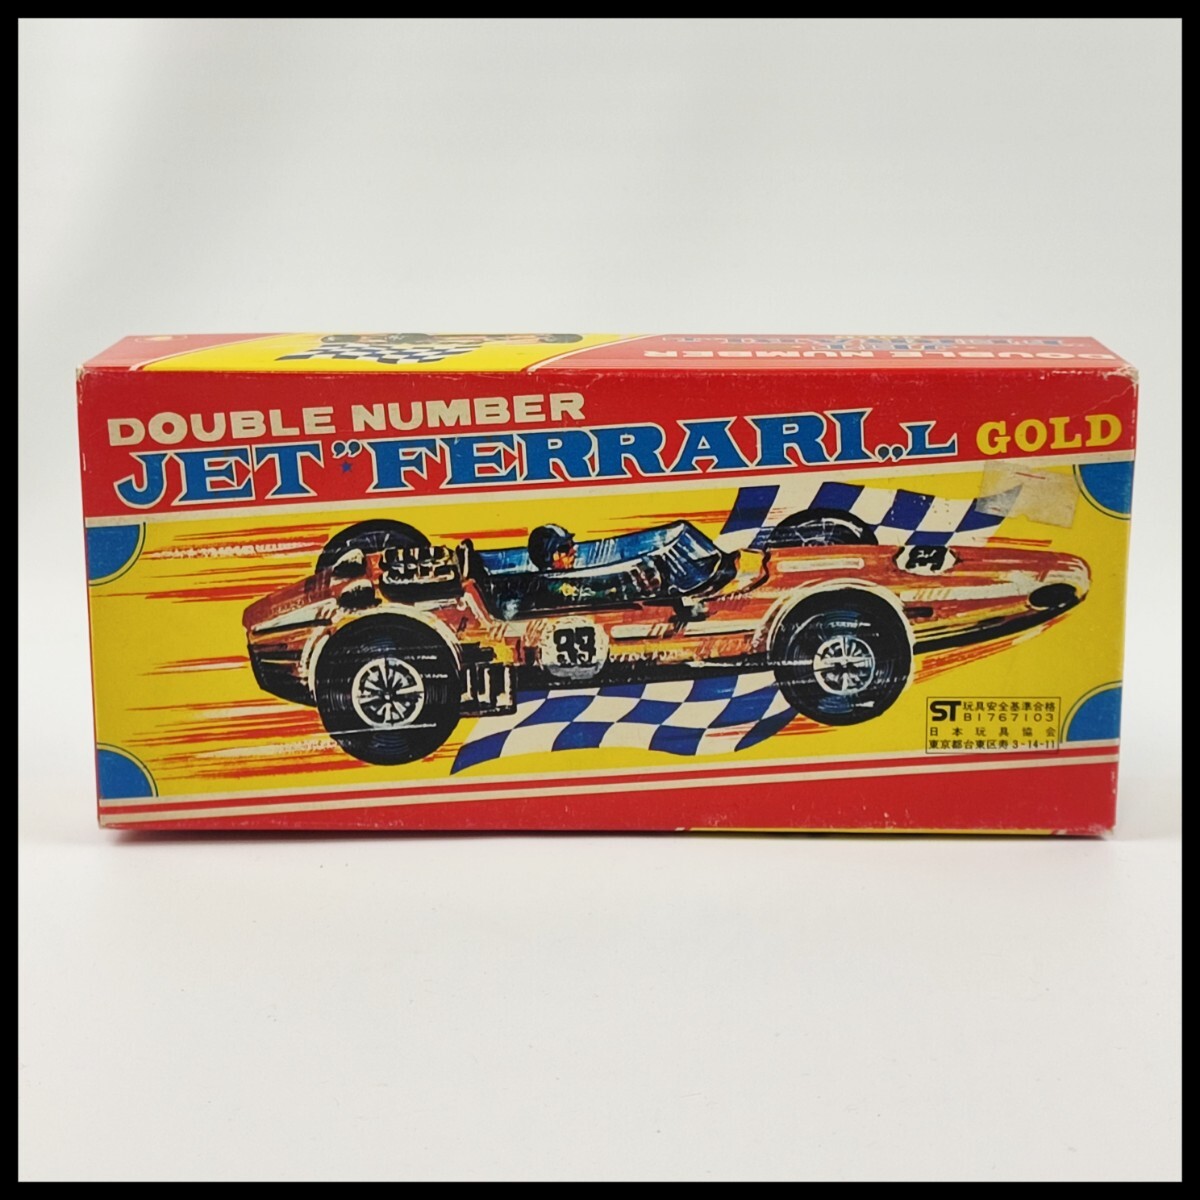 DOUBLE NUMBER
DOUBLE NUMBER
JET "FERRARI„ L GOLD
24
33
ST 玩具安全基準合格
B1767103
日本玩具協会
東京都台東区寿3-14-11